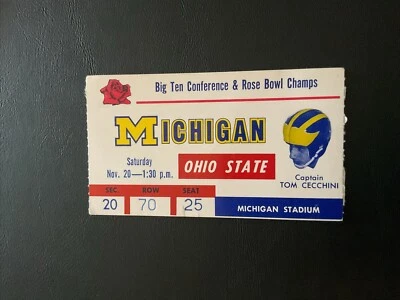 Big Ten Conference & Rose Bowl Champs
MICHIGAN
Saturday
Nov. 20—1:30 p.m.
OHIO STATE
Captain
TOM CECCHINI
SEC ROW SEAT
20 70 25
MICHIGAN STADIUM